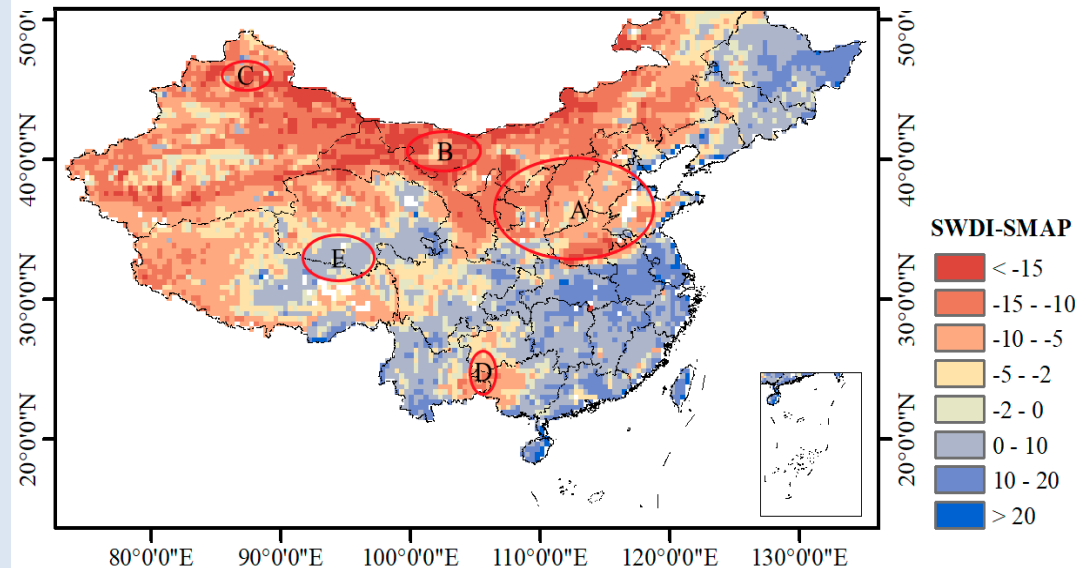 50°0'0"N
50°0'0"N
C
B
40°0'0"N
40°0'0"N
A
SWDI-SMAP
E
< -15
30°0'0"N
30°0'0"N
-15 - -10
-10 - -5
D
-5 - -2
-2 - 0
20°0'0"N
20°0'0"N
0 - 10
10 - 20
> 20
80°0'0"E 90°0'0"E 100°0'0"E 110°0'0"E 120°0'0"E 130°0'0"E